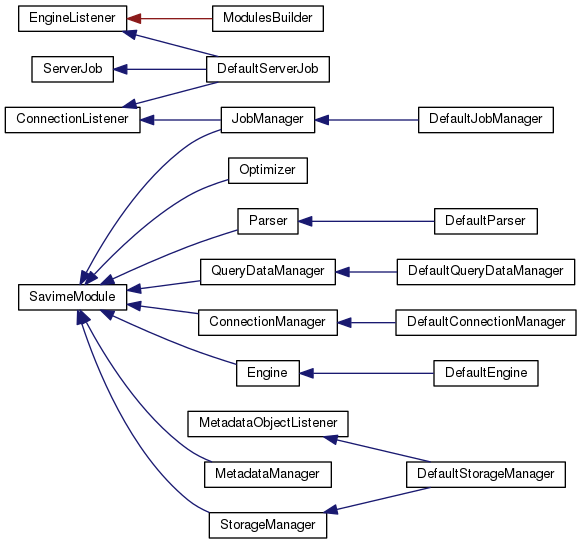 EngineListener
ModulesBuilder
ServerJob
DefaultServerJob
ConnectionListener
JobManager
DefaultJobManager
Optimizer
Parser
DefaultParser
QueryDataManager
DefaultQueryDataManager
SavimeModule
ConnectionManager
DefaultConnectionManager
Engine
DefaultEngine
MetadataObjectListener
MetadataManager
DefaultStorageManager
StorageManager